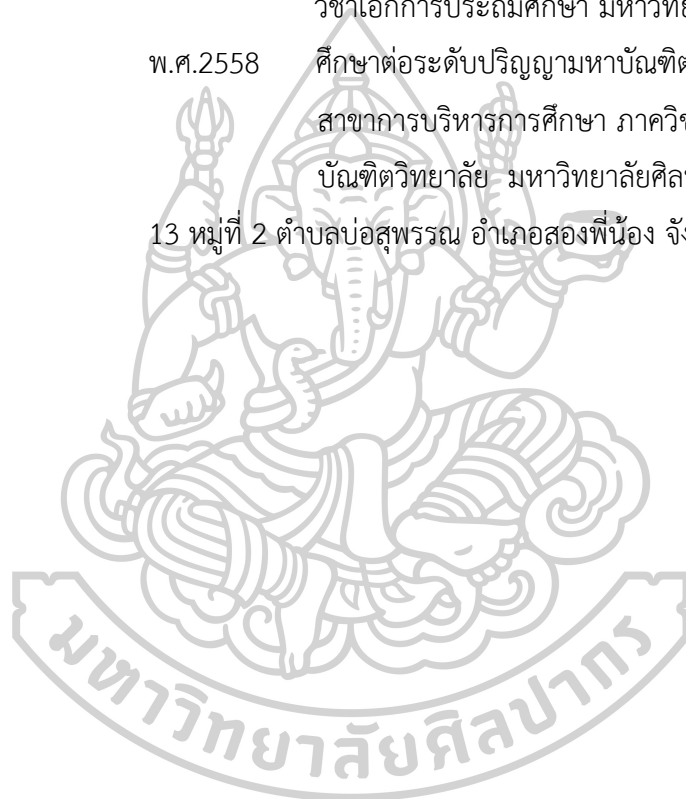 วิชาเอกการประถมศึกษา
พ.ศ.2558 ศึกษาต่อระดับปริญญามหาบัณฑิต
สาขาการบริหารการศึกษา
บัณฑิตวิทยาลัย
13 หมู่ที่ 2 ตำบลบ่อสุพรรณ อำเภอสองพี่น้อง
มหาวิทยาลัยศิลปากร